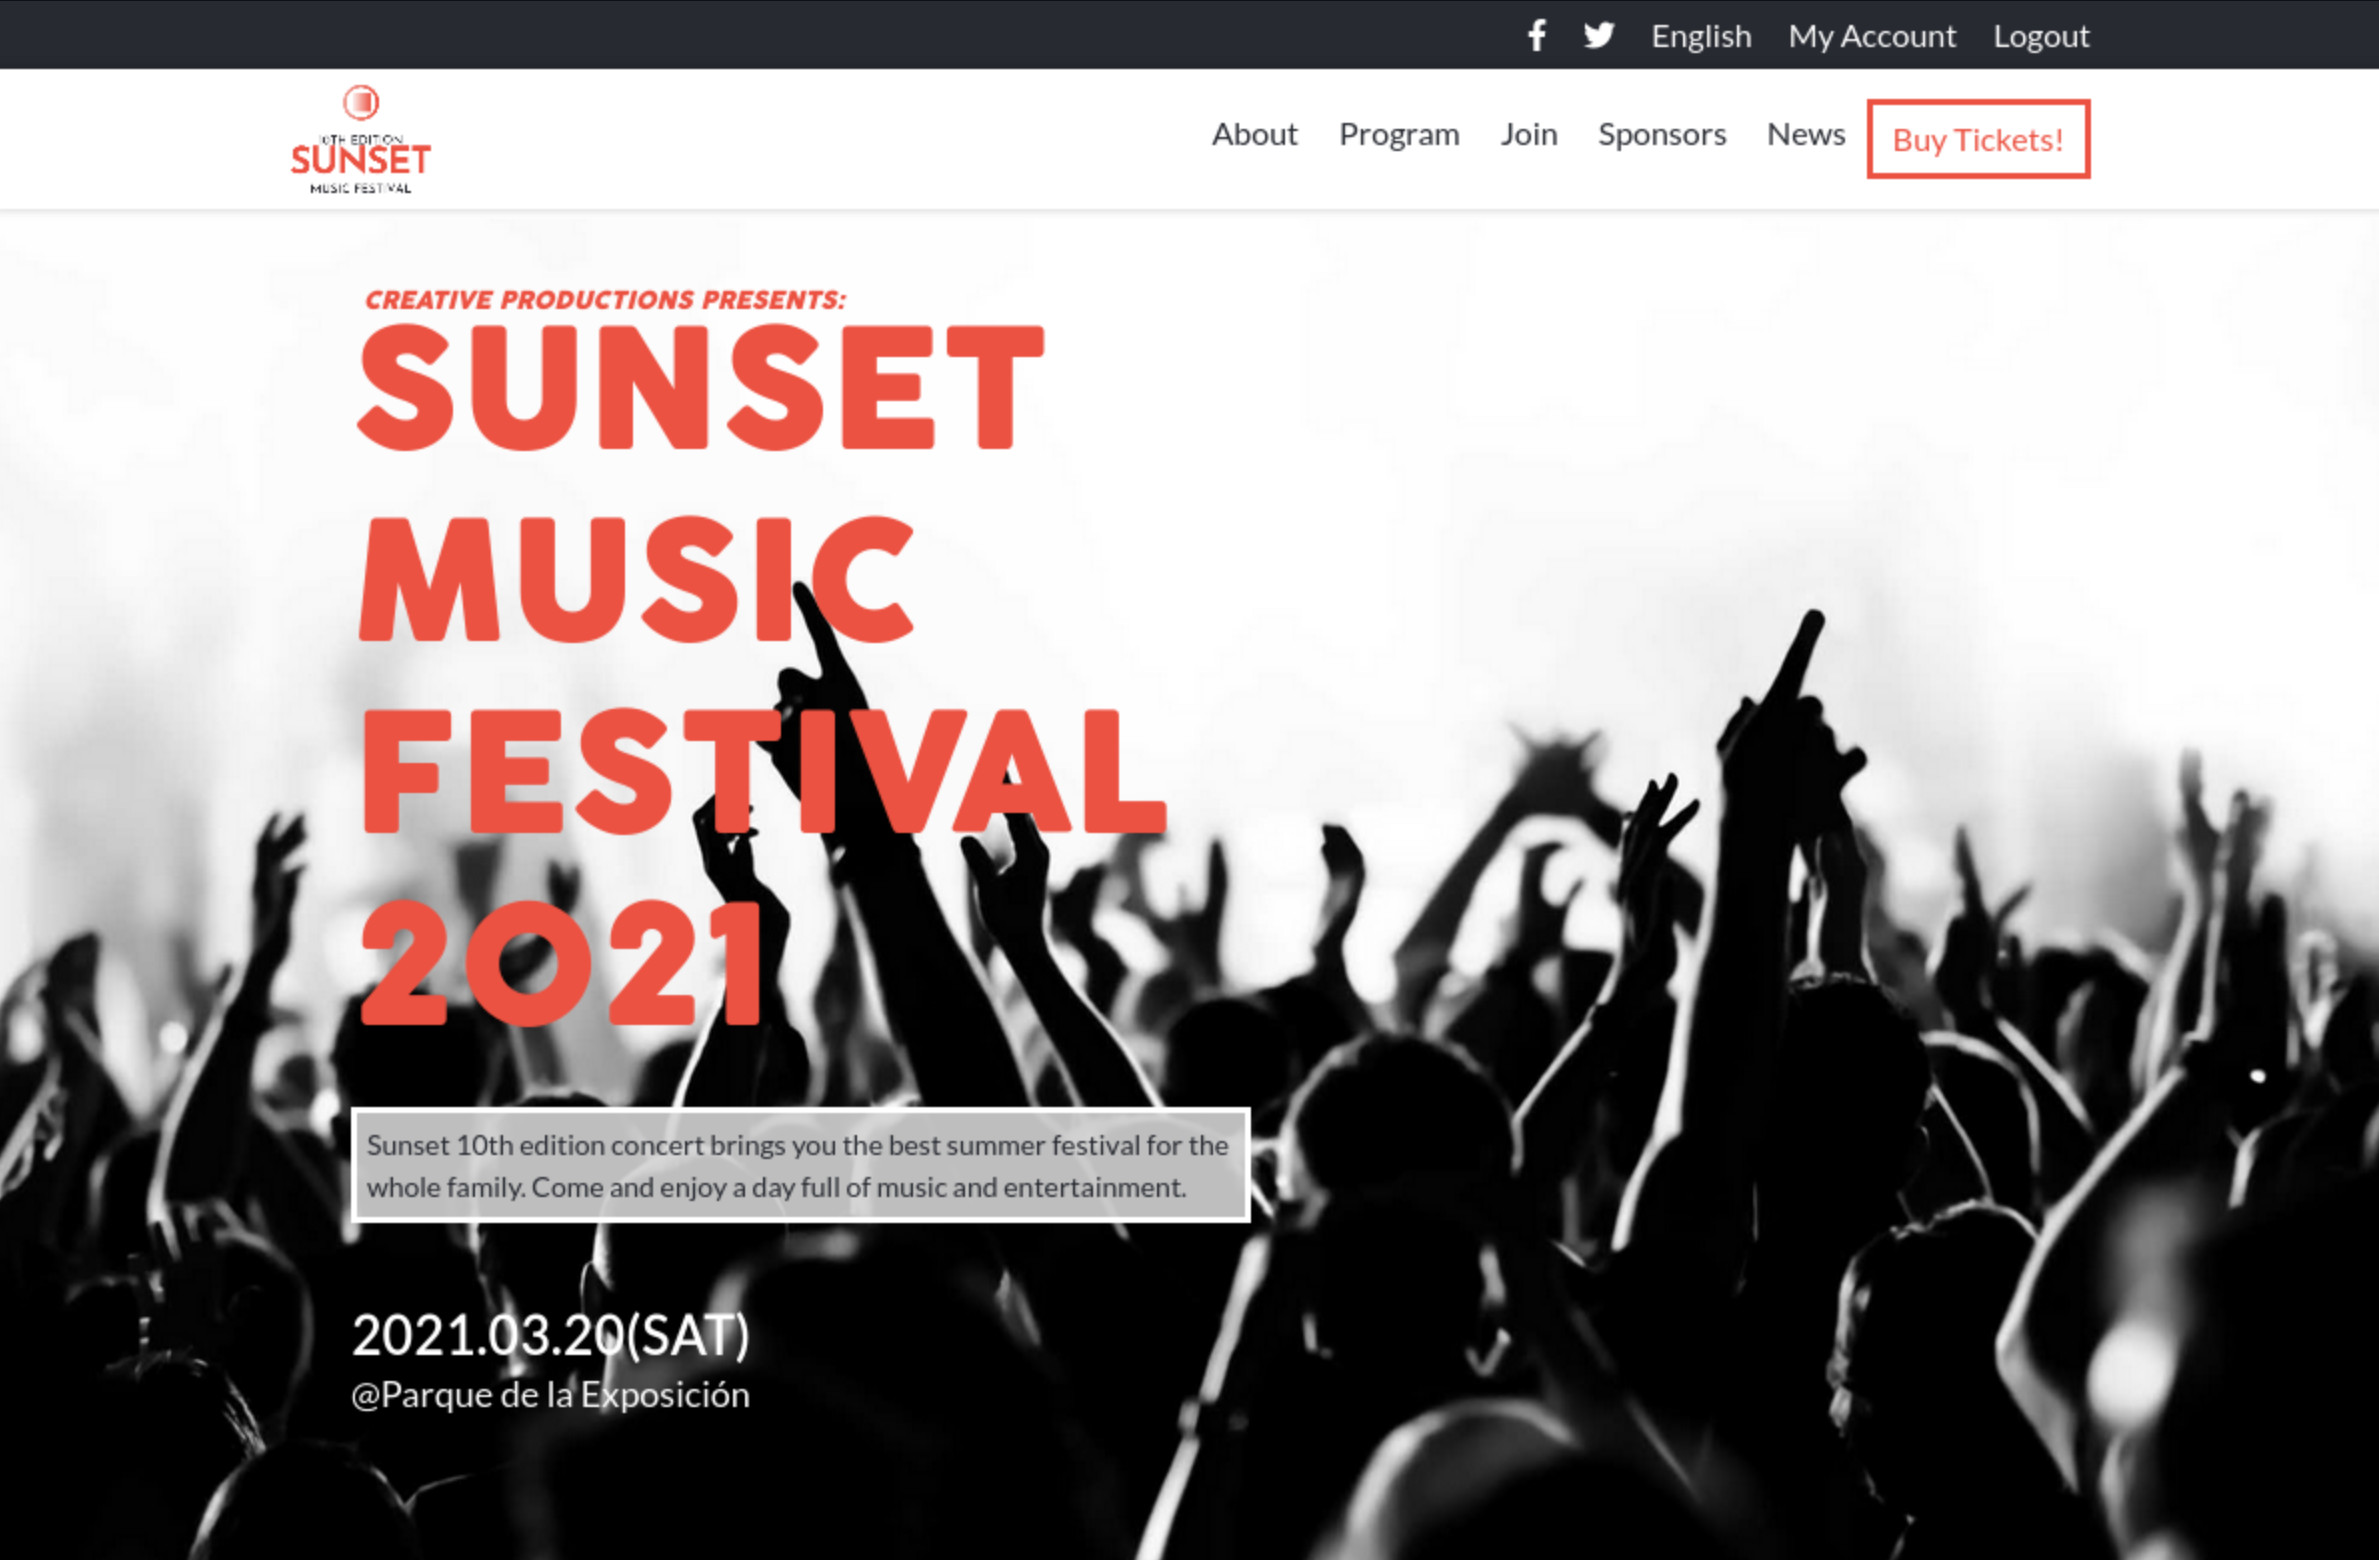 English My Account Logout
10TH EDITION
SUNSET
MUSIC FESTIVAL
About Program Join Sponsors News Buy Tickets!
CREATIVE PRODUCTIONS PRESENTS:
SUNSET
MUSIC
FESTIVAL
2021
Sunset 10th edition concert brings you the best summer festival for the
whole family. Come and enjoy a day full of music and entertainment.
2021.03.20(SAT)
@Parque de la Exposición